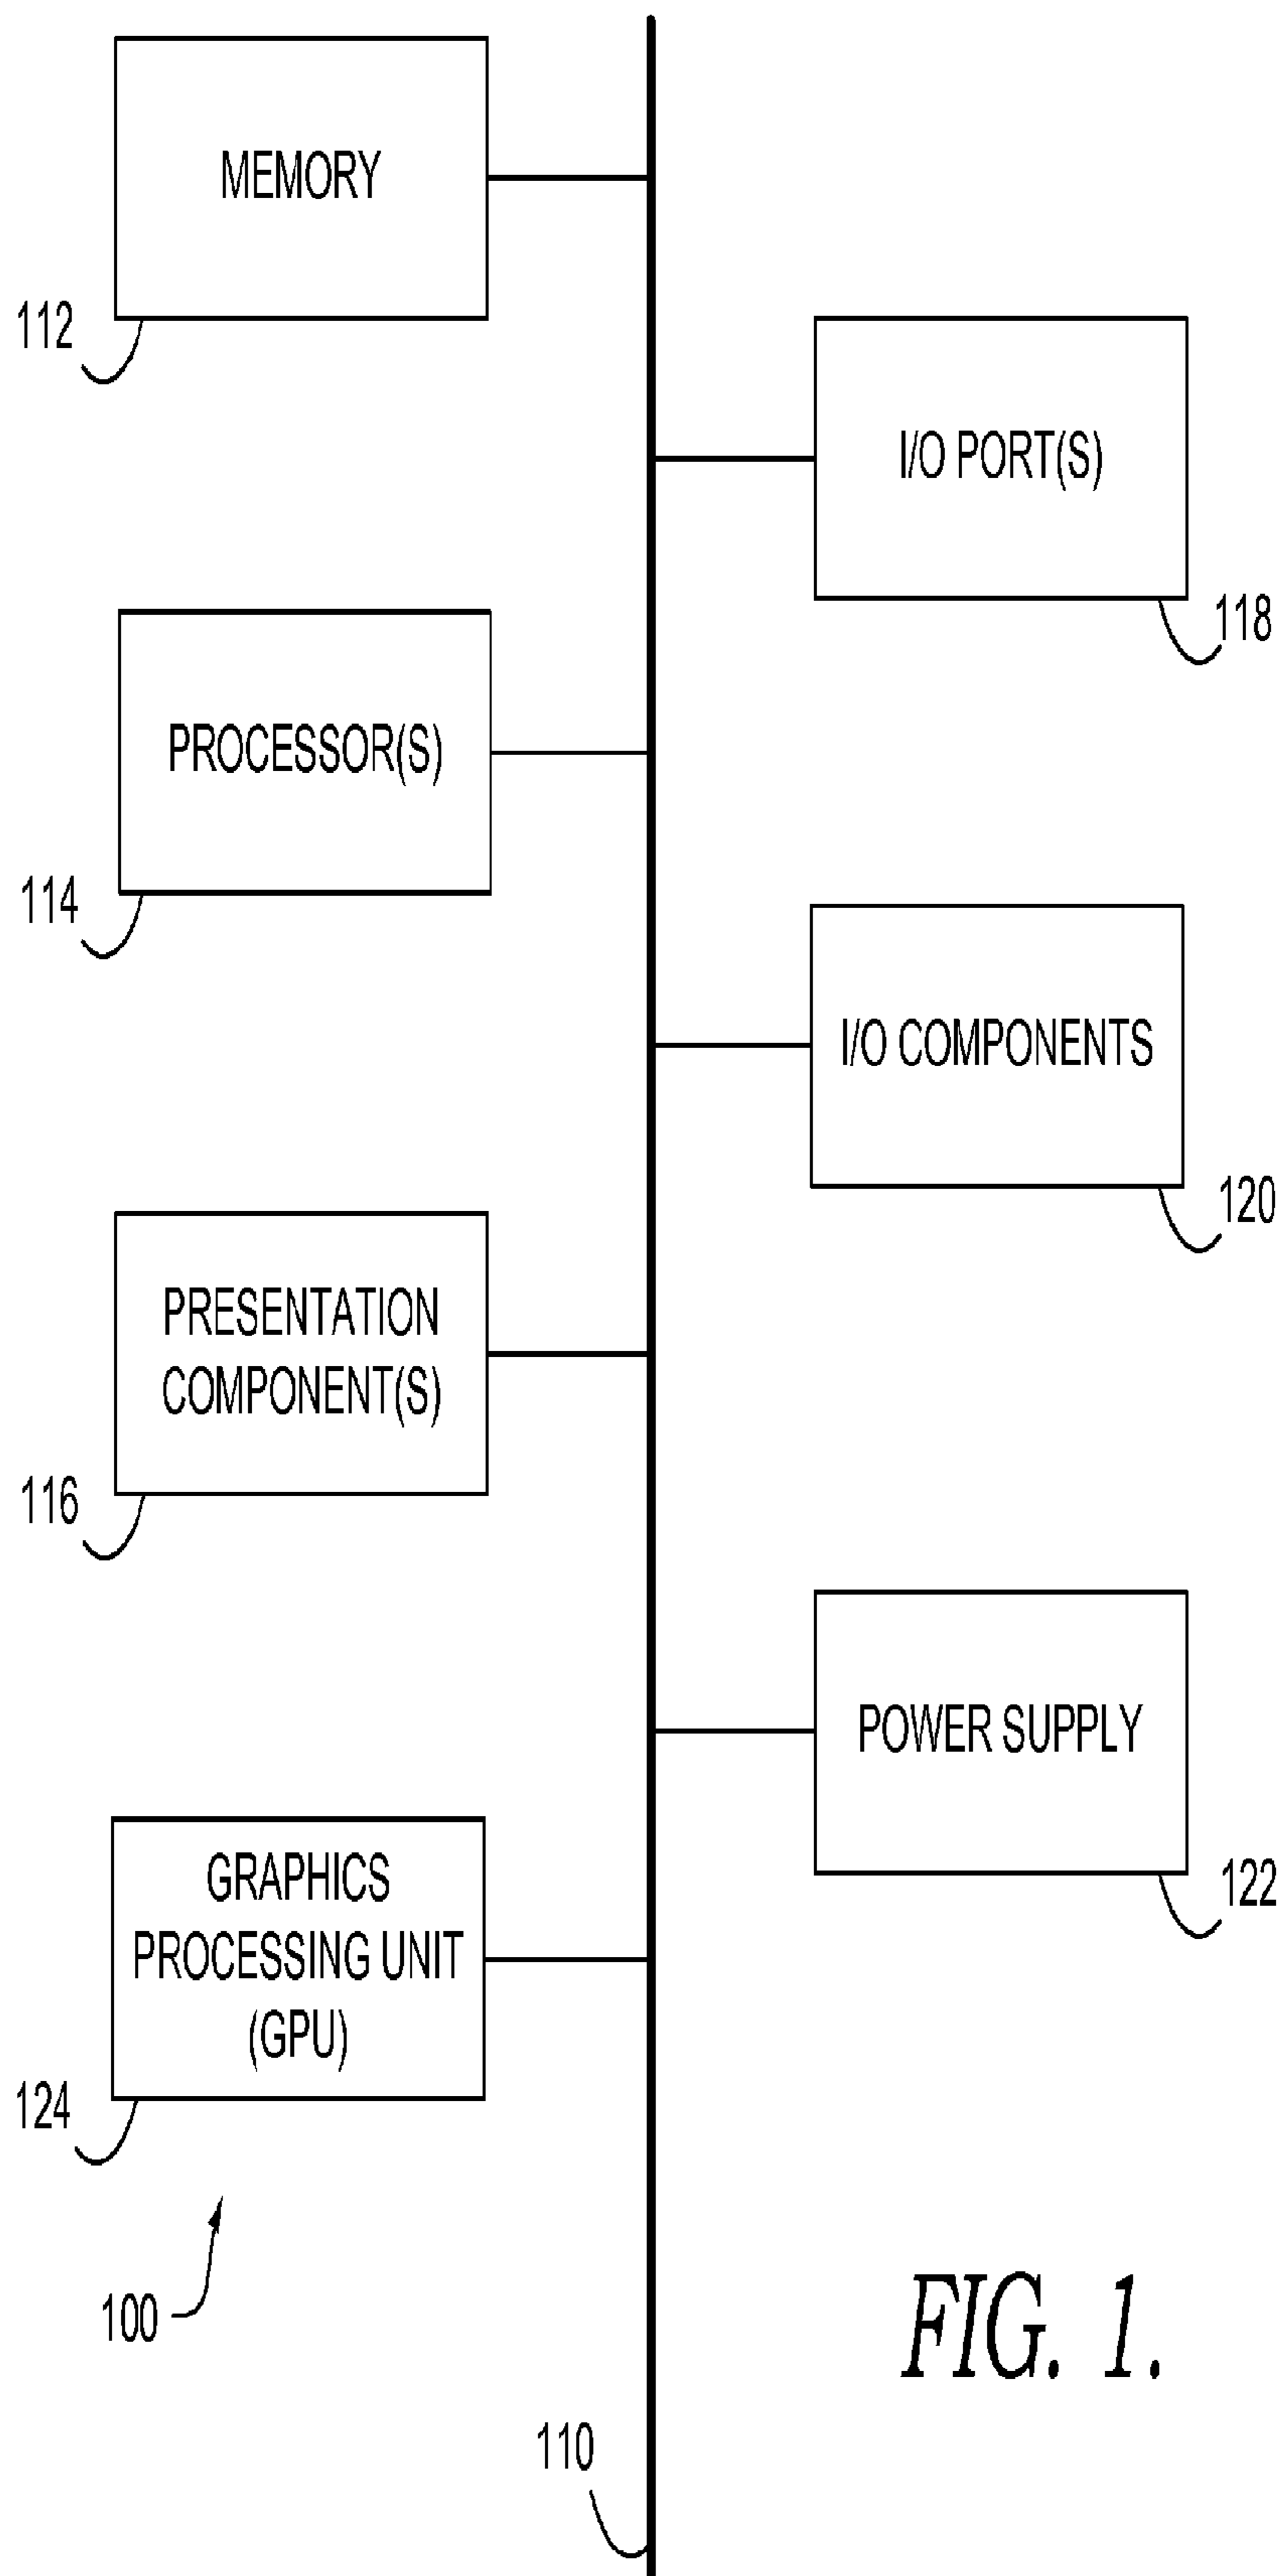 MEMORY
112
I/O PORT(S)
118
PROCESSOR(S)
114
I/O COMPONENTS
120
PRESENTATION
COMPONENT(S)
116
POWER SUPPLY
122
GRAPHICS
PROCESSING UNIT
(GPU)
124
100
FIG. 1.
110